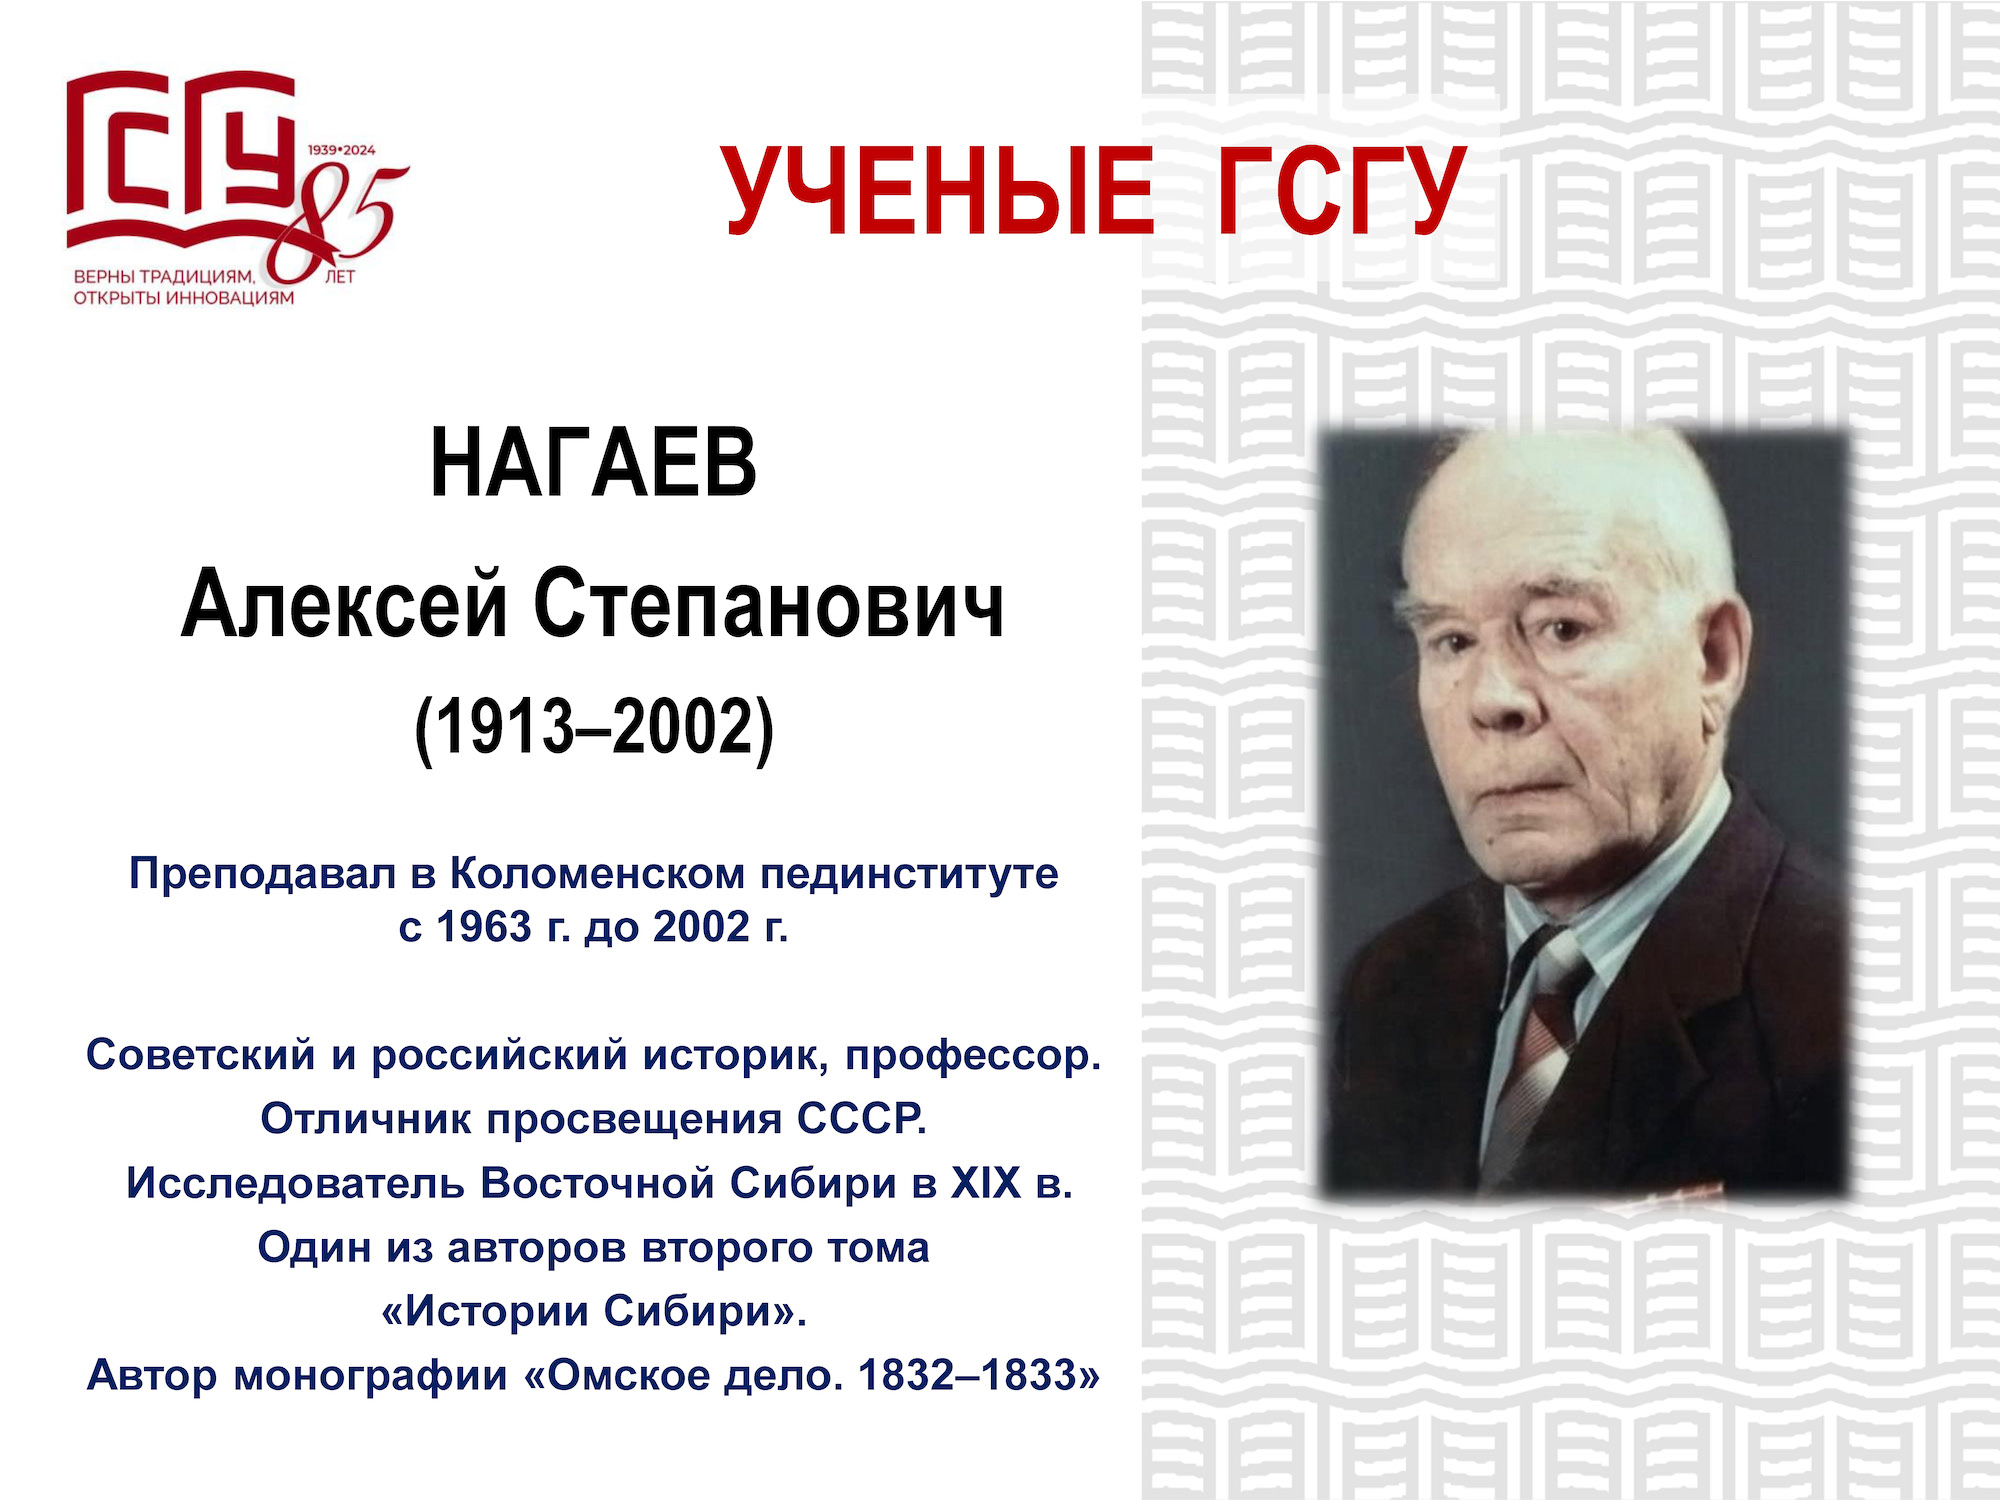 ГСГУ
1939•2024
85
ВЕРНЫ ТРАДИЦИЯМ, ЛЕТ
ОТКРЫТЫ ИННОВАЦИЯМ
УЧЕНЫЕ ГСГУ
НАГАЕВ
Алексей Степанович
(1913–2002)
Преподавал в Коломенском пединституте
с 1963 г. до 2002 г.
Советский и российский историк, профессор.
Отличник просвещения СССР.
Исследователь Восточной Сибири в XIX в.
Один из авторов второго тома
«Истории Сибири».
Автор монографии «Омское дело. 1832–1833»